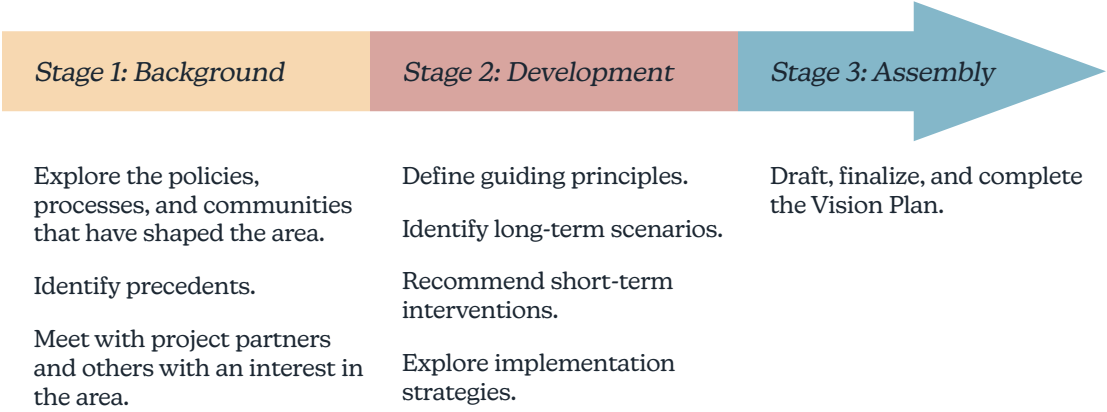 Stage 1: Background
Stage 2: Development
Stage 3: Assembly
Explore the policies,
processes, and communities
that have shaped the area.
Identify precedents.
Meet with project partners
and others with an interest in
the area.
Define guiding principles.
Identify long-term scenarios.
Recommend short-term
interventions.
Explore implementation
strategies.
Draft, finalize, and complete
the Vision Plan.